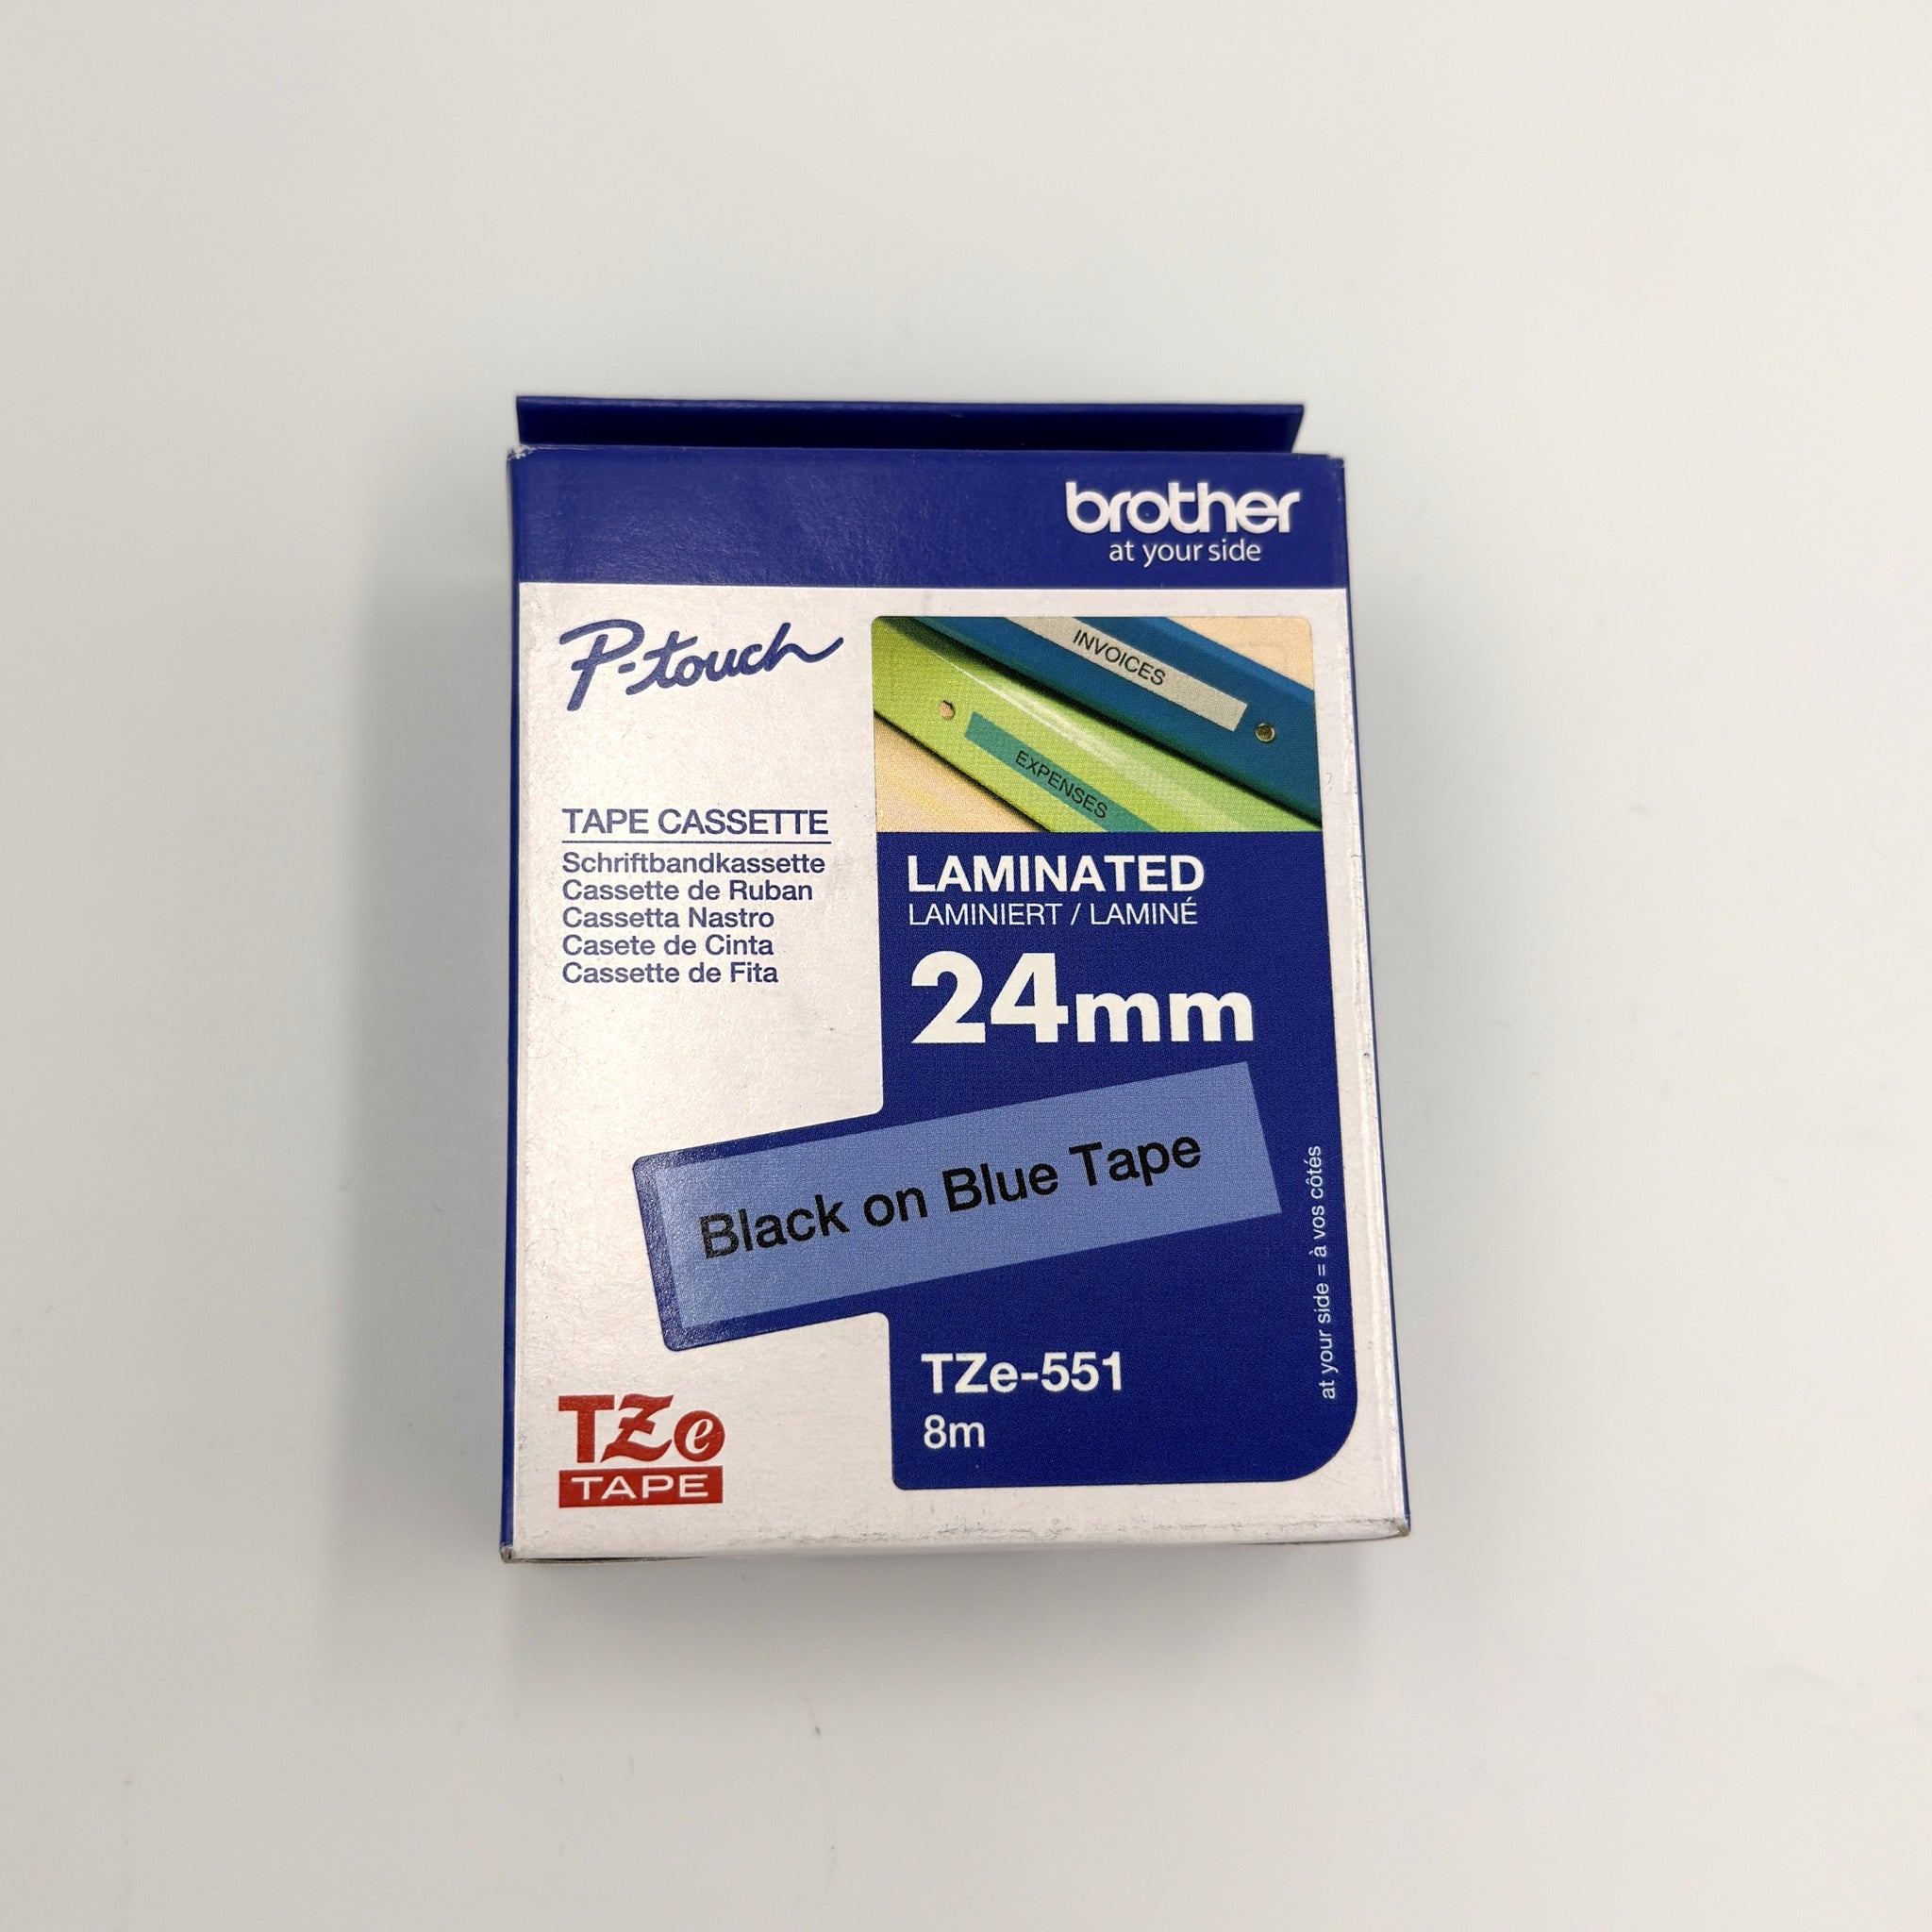 brother
at your side
P-touch
INVOICES
EXPENSES
TAPE CASSETTE
Schriftbandkassette
Cassette de Ruban
Cassetta Nastro
Casete de Cinta
Cassette de Fita
LAMINATED
LAMINIERT / LAMINÉ
24mm
Black on Blue Tape
at your side = à vos côtés
TZe-551
8m
TZe
TAPE